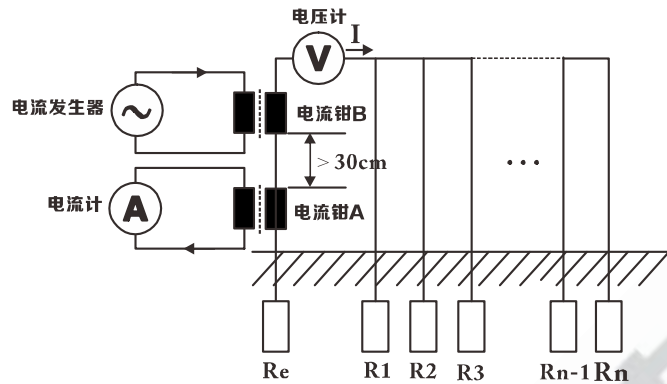 电压计
I
V
电流发生器
电流钳B
> 30cm
电流计
A
电流钳A
...
Re R1 R2 R3 Rn-1 Rn